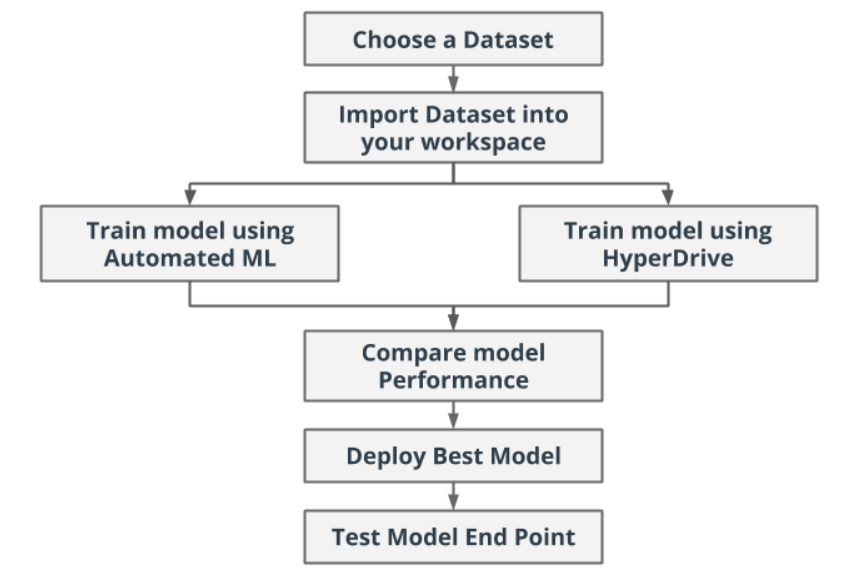 Choose a Dataset
Import Dataset into
your workspace
Train model using
Automated ML
Train model using
HyperDrive
Compare model
Performance
Deploy Best Model
Test Model End Point